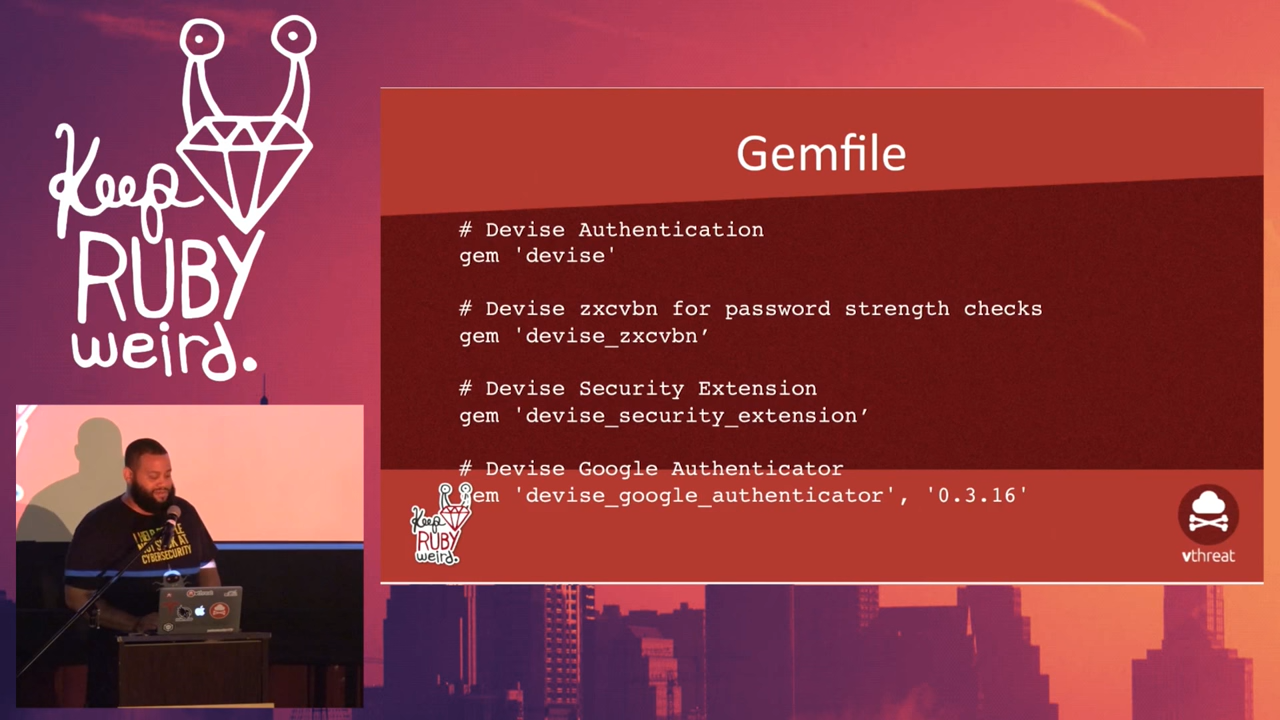 Keep
RUBY
weird.
Gemfile
# Devise Authentication
gem 'devise'
# Devise zxcvbn for password strength checks
gem 'devise_zxcvbn’
# Devise Security Extension
gem 'devise_security_extension’
# Devise Google Authenticator
gem 'devise_google_authenticator', '0.3.16'
Keep
RUBY
weird.
vthreat
CYBERSECURITY